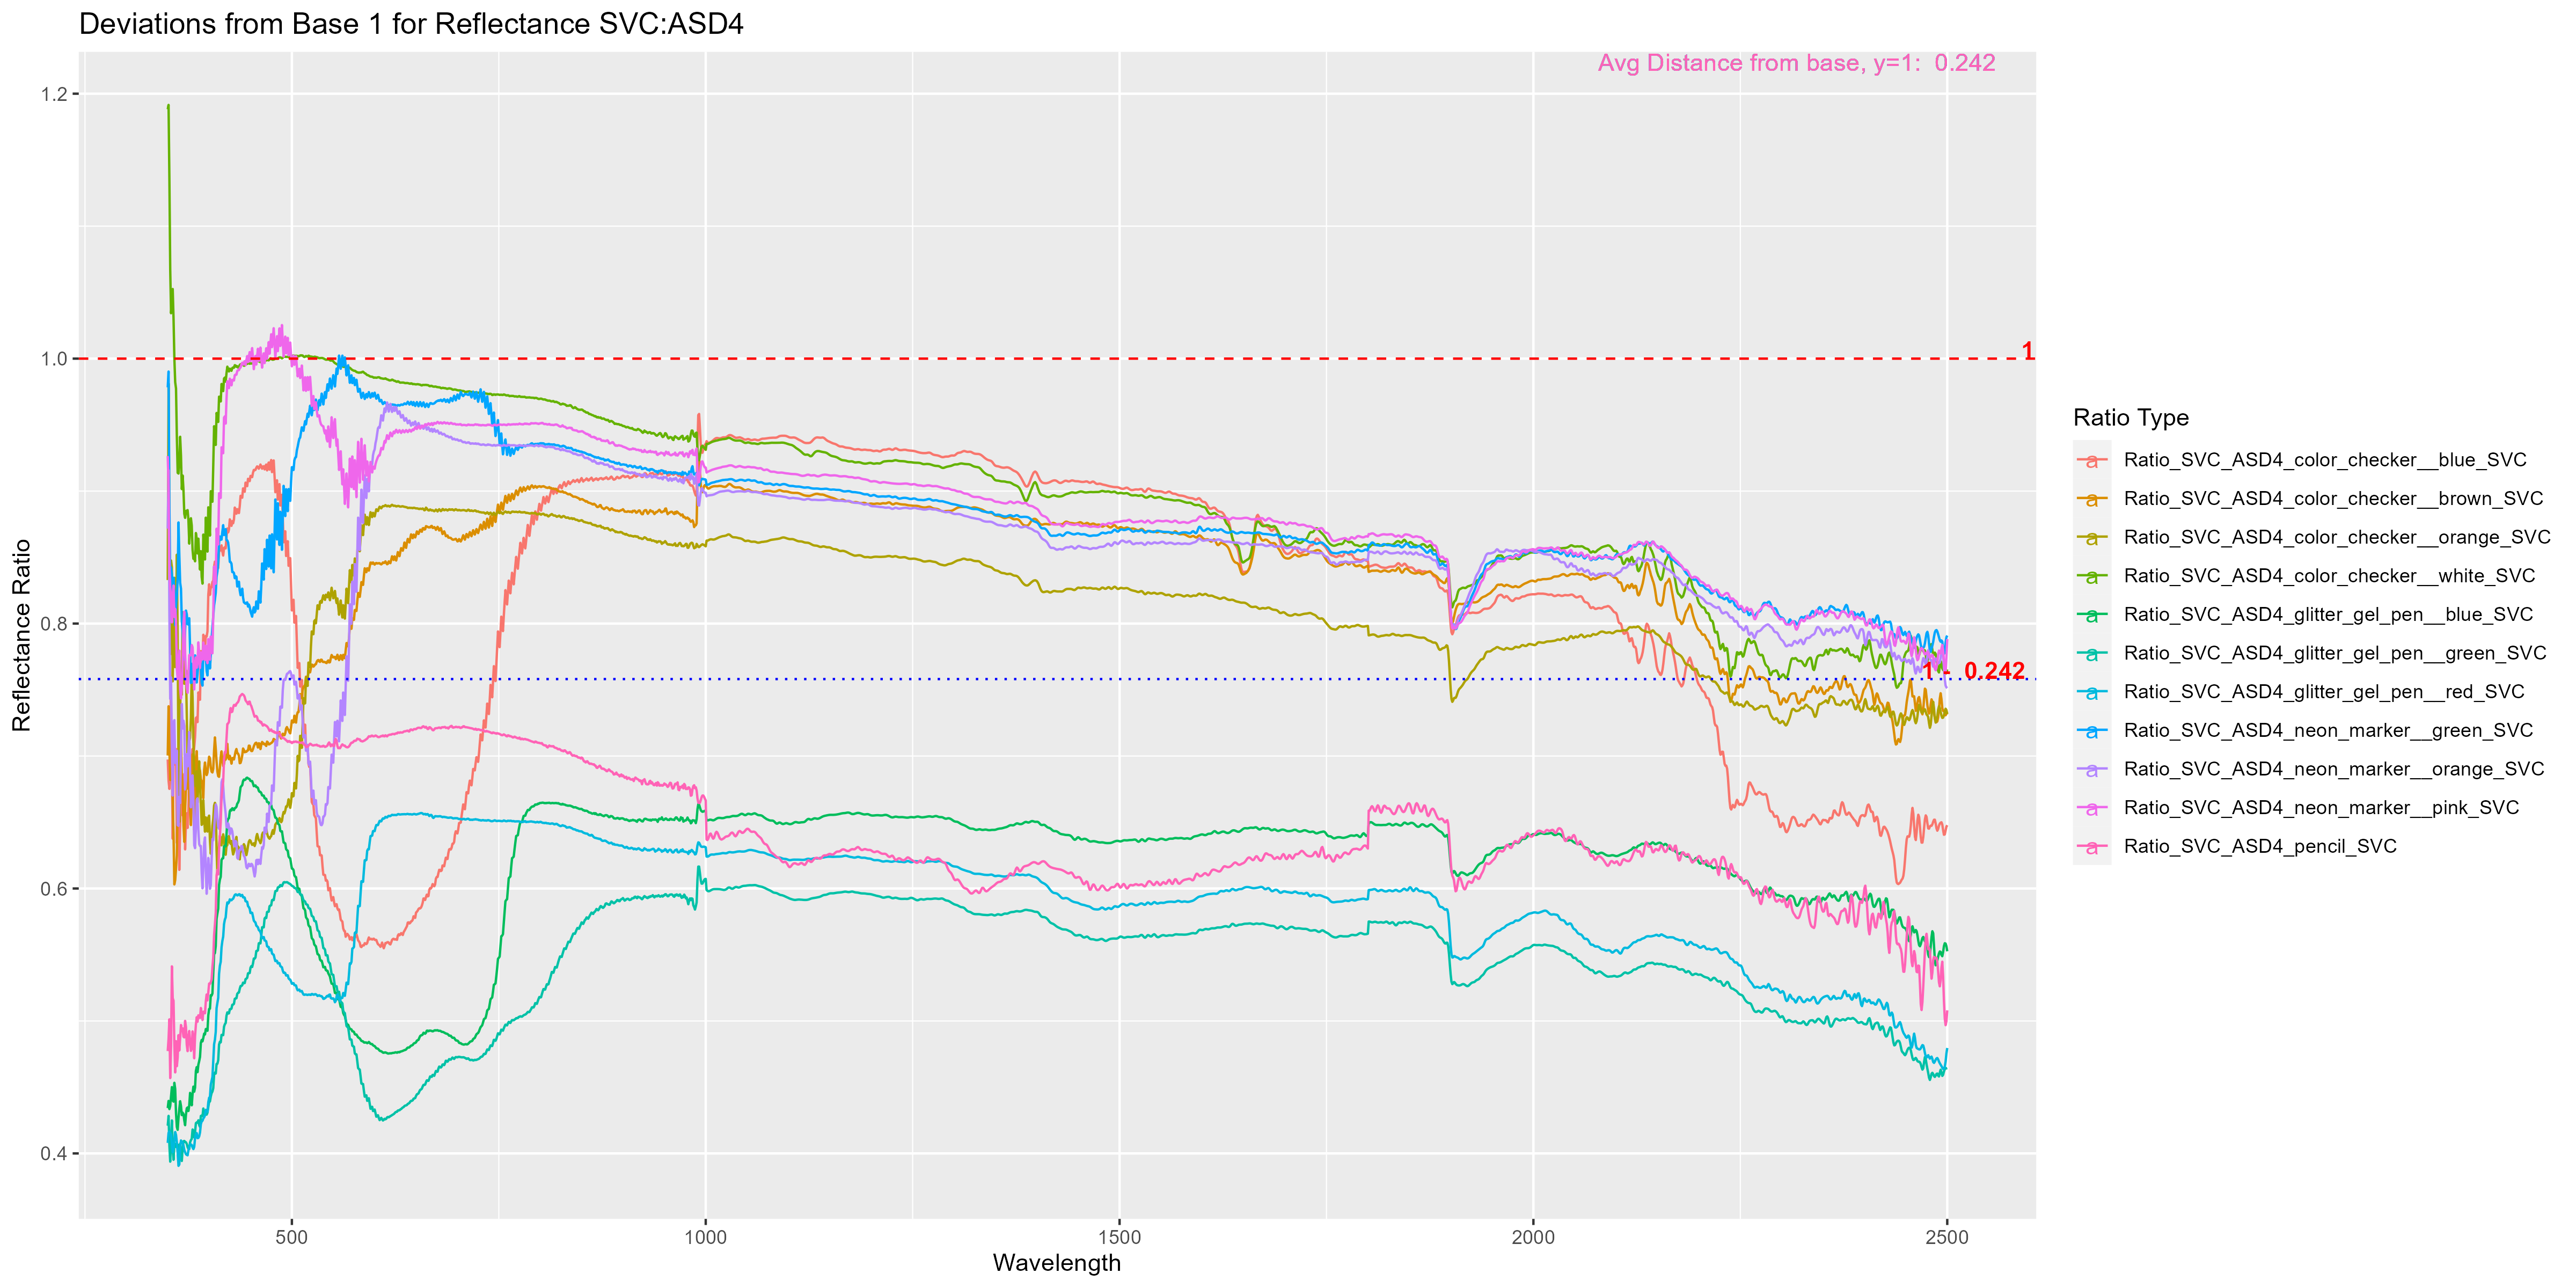 Deviations from Base 1 for Reflectance SVC:ASD4
Avg Distance from base, y=1: 0.242
1.2
1.0
0.8
0.6
0.4
Reflectance Ratio
1
1 - 0.242
500
1000
1500
2000
2500
Wavelength
Ratio Type
a Ratio_SVC_ASD4_color_checker__blue_SVC
a Ratio_SVC_ASD4_color_checker__brown_SVC
a Ratio_SVC_ASD4_color_checker__orange_SVC
a Ratio_SVC_ASD4_color_checker__white_SVC
a Ratio_SVC_ASD4_glitter_gel_pen__blue_SVC
a Ratio_SVC_ASD4_glitter_gel_pen__green_SVC
a Ratio_SVC_ASD4_glitter_gel_pen__red_SVC
a Ratio_SVC_ASD4_neon_marker__green_SVC
a Ratio_SVC_ASD4_neon_marker__orange_SVC
a Ratio_SVC_ASD4_neon_marker__pink_SVC
a Ratio_SVC_ASD4_pencil_SVC